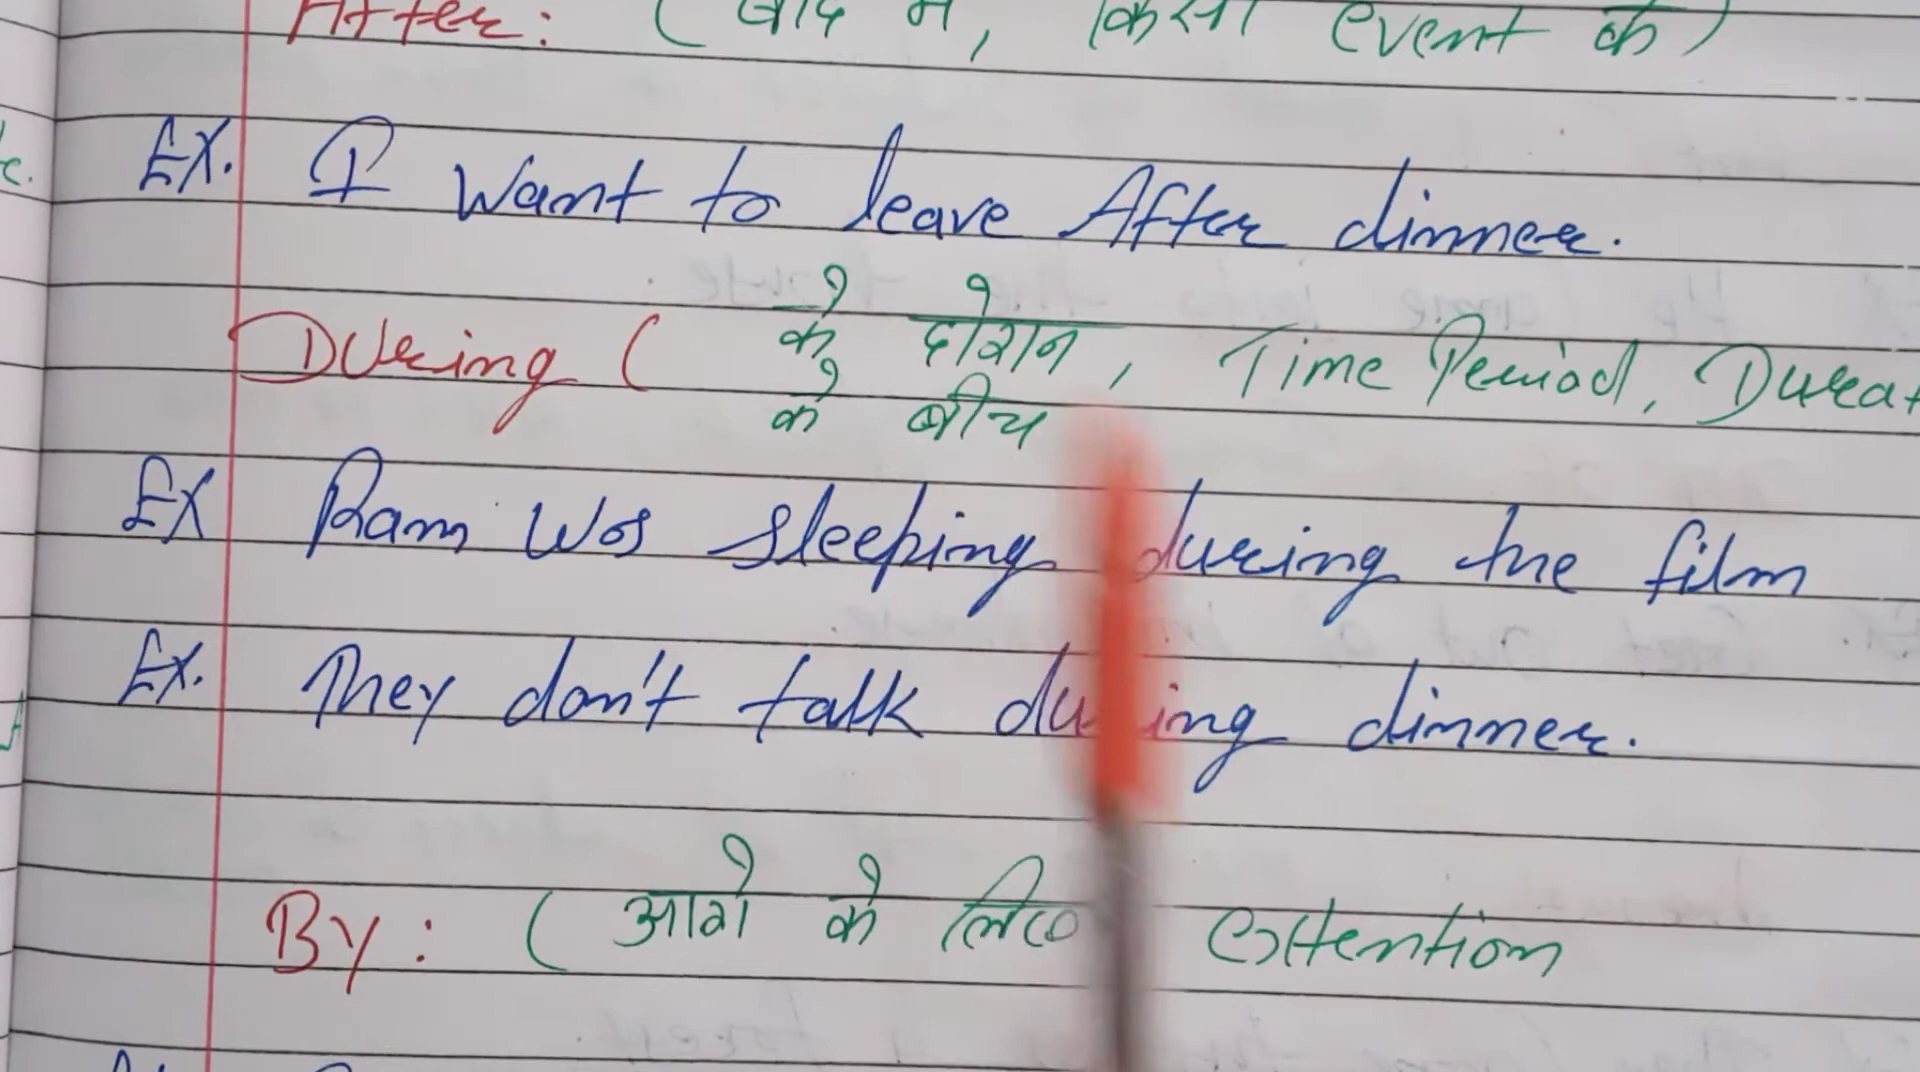 After: (बाद में, किसी event के)
EX. I want to leave After dinner.
During ( के दौरान, Time Period, Durat
के बीच
EX Ram was sleeping during the film
EX. They don't talk during dinner.
By: ( आगे के लिए extention